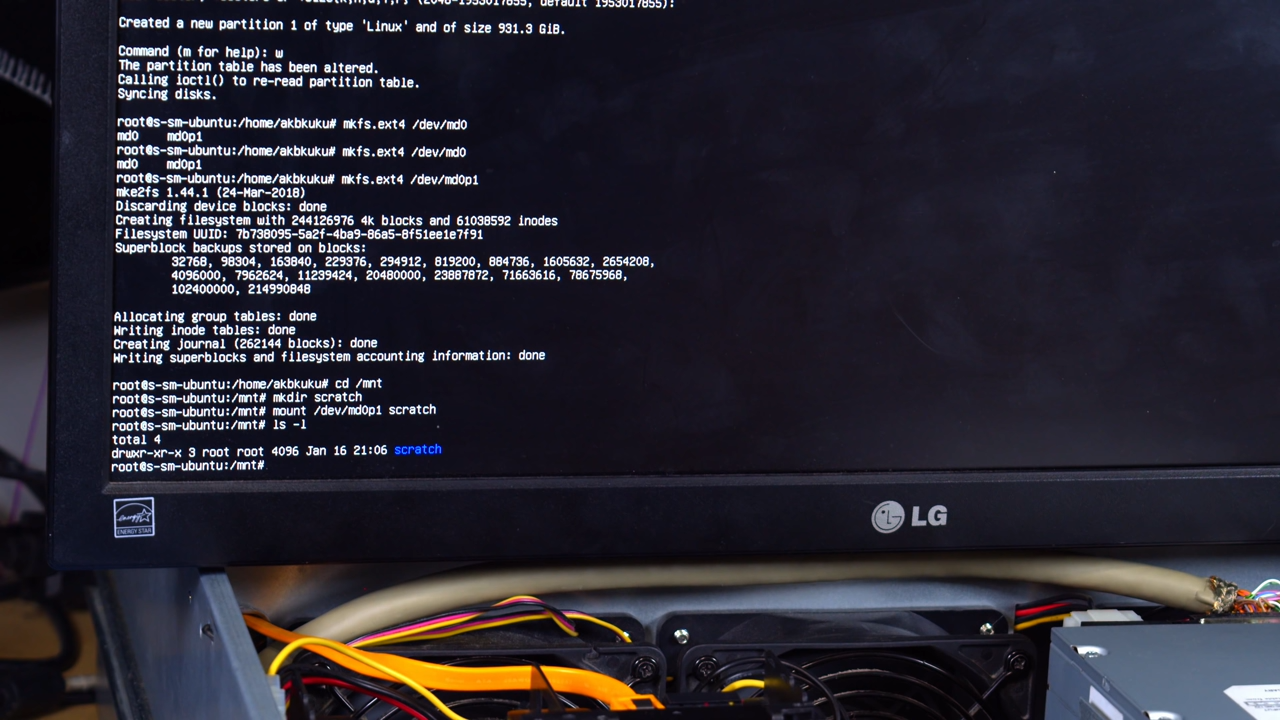 (2048-1953017855, default 1953017855):
Created a new partition 1 of type 'Linux' and of size 931.3 GiB.
Command (m for help): w
The partition table has been altered.
Calling ioctl() to re-read partition table.
Syncing disks.
root@s-sm-ubuntu:/home/akbkuku# mkfs.ext4 /dev/md0
md0    md0p1
root@s-sm-ubuntu:/home/akbkuku# mkfs.ext4 /dev/md0
md0    md0p1
root@s-sm-ubuntu:/home/akbkuku# mkfs.ext4 /dev/md0p1
mke2fs 1.44.1 (24-Mar-2018)
Discarding device blocks: done
Creating filesystem with 244126976 4k blocks and 61038592 inodes
Filesystem UUID: 7b738095-5a2f-4ba9-86a5-8f51ee1e7f91
Superblock backups stored on blocks:
32768, 98304, 163840, 229376, 294912, 819200, 884736, 1605632, 2654208,
4096000, 7962624, 11239424, 20480000, 23887872, 71663616, 78675968,
102400000, 214990848
Allocating group tables: done
Writing inode tables: done
Creating journal (262144 blocks): done
Writing superblocks and filesystem accounting information: done
root@s-sm-ubuntu:/home/akbkuku# cd /mnt
root@s-sm-ubuntu:/mnt# mkdir scratch
root@s-sm-ubuntu:/mnt# mount /dev/md0p1 scratch
root@s-sm-ubuntu:/mnt# ls -l
total 4
drwxr-xr-x 3 root root 4096 Jan 16 21:06 scratch
root@s-sm-ubuntu:/mnt#
energy
ENERGY STAR
LG